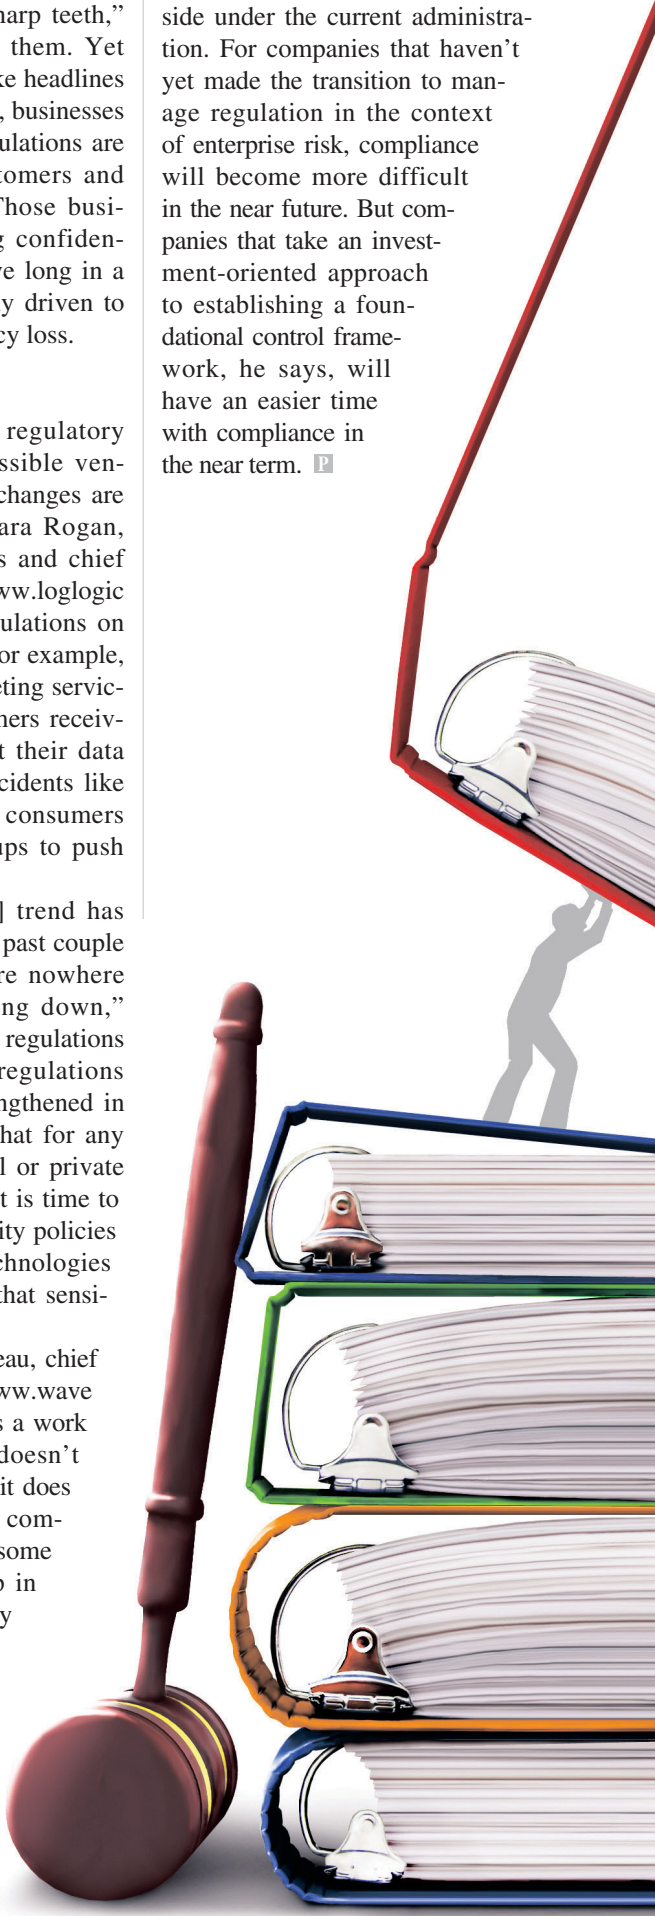 harp teeth,”
them. Yet
ke headlines
, businesses
ulations are
tomers and
Those busi-
g confiden-
ve long in a
ly driven to
cy loss.
regulatory
ssible ven-
changes are
ara Rogan,
s and chief
ww.loglogic
ulations on
or example,
eting servic-
mers receiv-
t their data
cidents like
consumers
ups to push
] trend has
past couple
re nowhere
ng down,”
regulations
regulations
ngthened in
hat for any
l or private
t is time to
ity policies
chnologies
that sensi-
eau, chief
ww.wave
s a work
doesn’t
it does
com-
some
p in
y
side under the current administra-
tion. For companies that haven’t
yet made the transition to man-
age regulation in the context
of enterprise risk, compliance
will become more difficult
in the near future. But com-
panies that take an invest-
ment-oriented approach
to establishing a foun-
dational control frame-
work, he says, will
have an easier time
with compliance in
the near term. P